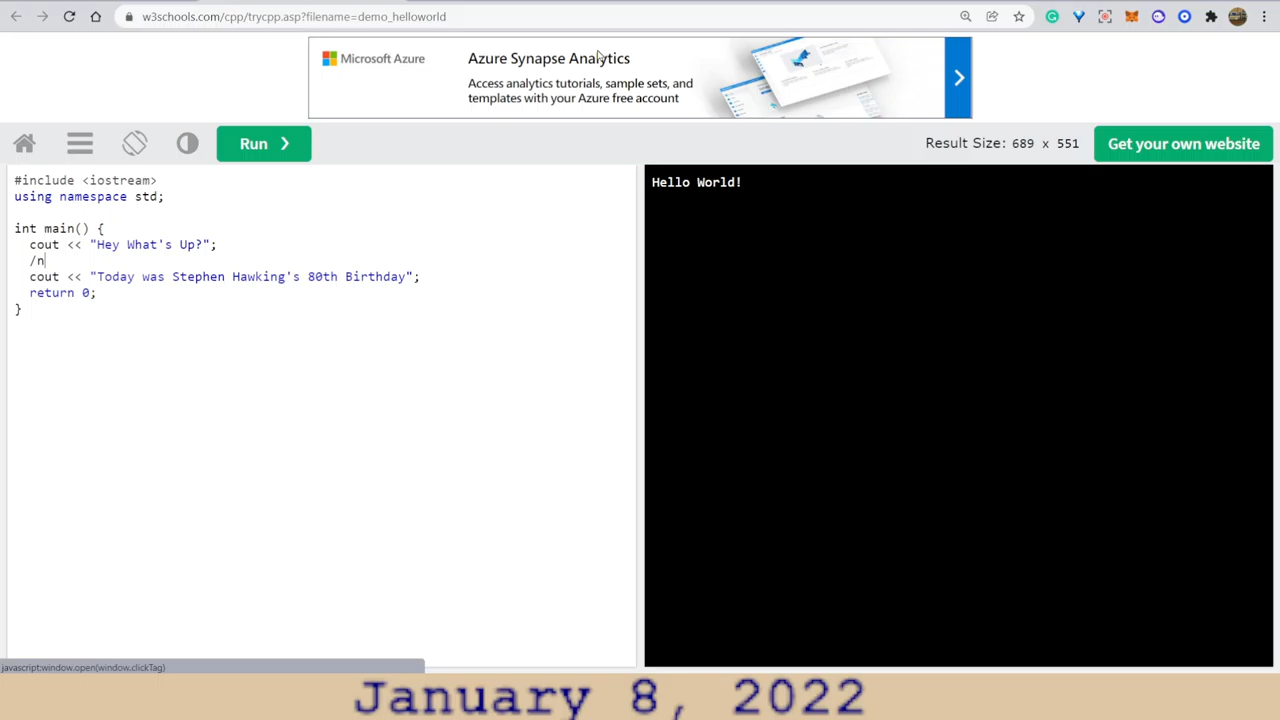 w3schools.com/cpp/trycpp.asp?filename=demo_helloworld
Microsoft Azure
Azure Synapse Analytics
Access analytics tutorials, sample sets, and
templates with your Azure free account
Run ❯
Result Size: 689 x 551
Get your own website
#include <iostream>
using namespace std;
int main() {
cout << "Hey What's Up?";
/n
cout << "Today was Stephen Hawking's 80th Birthday";
return 0;
}
Hello World!
javascript:window.open(window.clickTag)
January 8, 2022